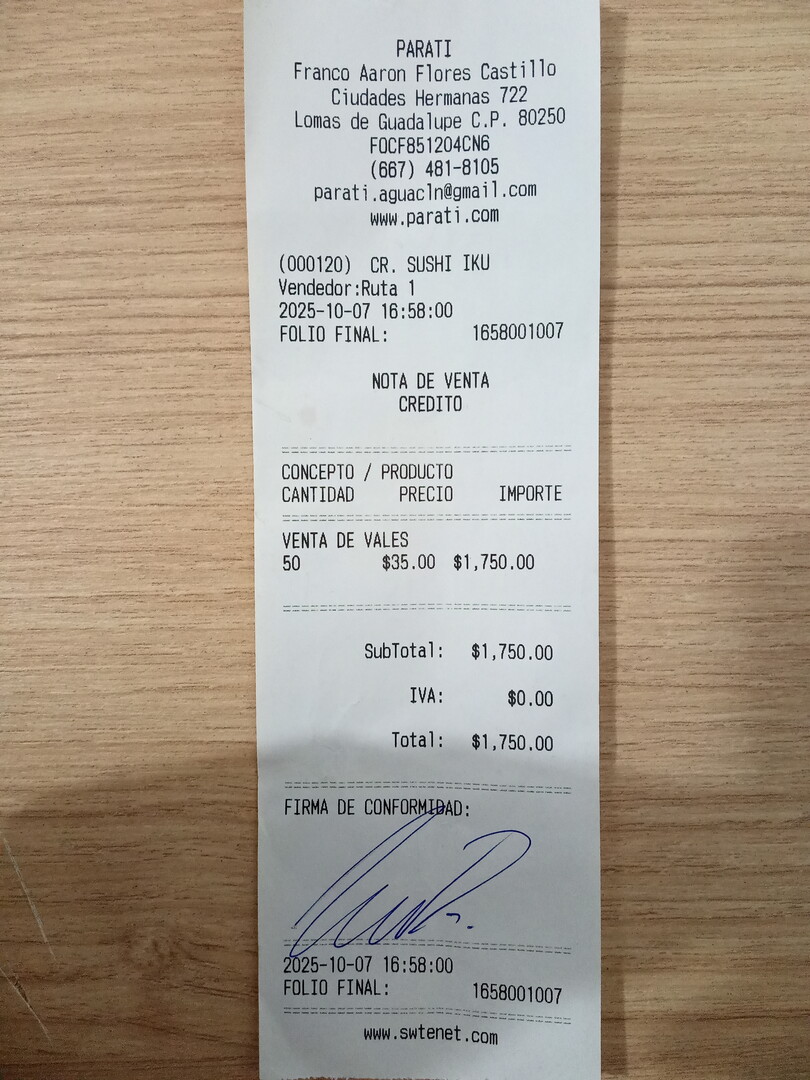 PARATI
Franco Aaron Flores Castillo
Ciudades Hermanas 722
Lomas de Guadalupe C.P. 80250
FOCF851204CN6
(667) 481-8105
parati.aguacln@gmail.com
www.parati.com
(000120) CR. SUSHI IKU
Vendedor:Ruta 1
2025-10-07 16:58:00
FOLIO FINAL: 1658001007
NOTA DE VENTA
CREDITO
CONCEPTO / PRODUCTO
CANTIDAD PRECIO IMPORTE
VENTA DE VALES
50 $35.00 $1,750.00
SubTotal: $1,750.00
IVA: $0.00
Total: $1,750.00
FIRMA DE CONFORMIDAD:
2025-10-07 16:58:00
FOLIO FINAL: 1658001007
www.swtenet.com